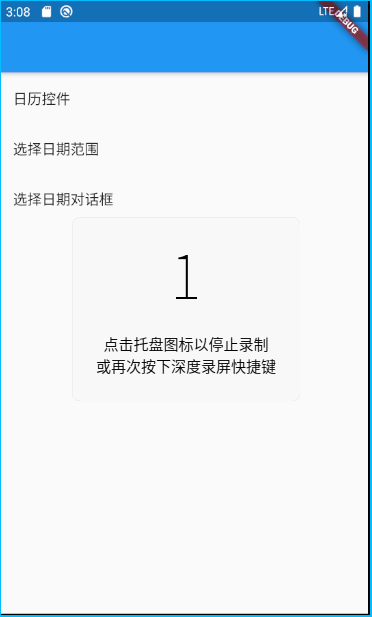 3:08 LTE
DEBUG
日历控件
选择日期范围
选择日期对话框
1
点击托盘图标以停止录制
或再次按下深度录屏快捷键